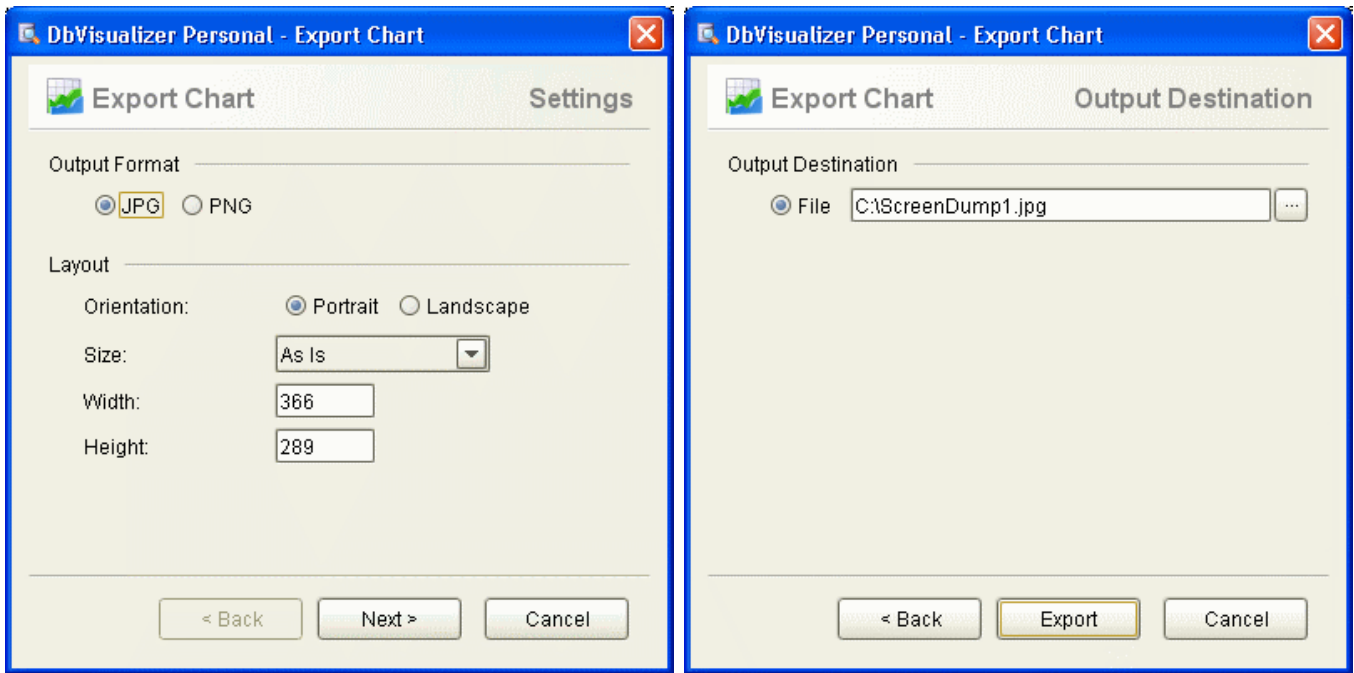 DbVisualizer Personal - Export Chart
Export Chart Settings
Output Format
JPG PNG
Layout
Orientation: Portrait Landscape
Size: As Is
Width: 366
Height: 289
< Back Next > Cancel
DbVisualizer Personal - Export Chart
Export Chart Output Destination
Output Destination
File C:\ScreenDump1.jpg ...
< Back Export Cancel